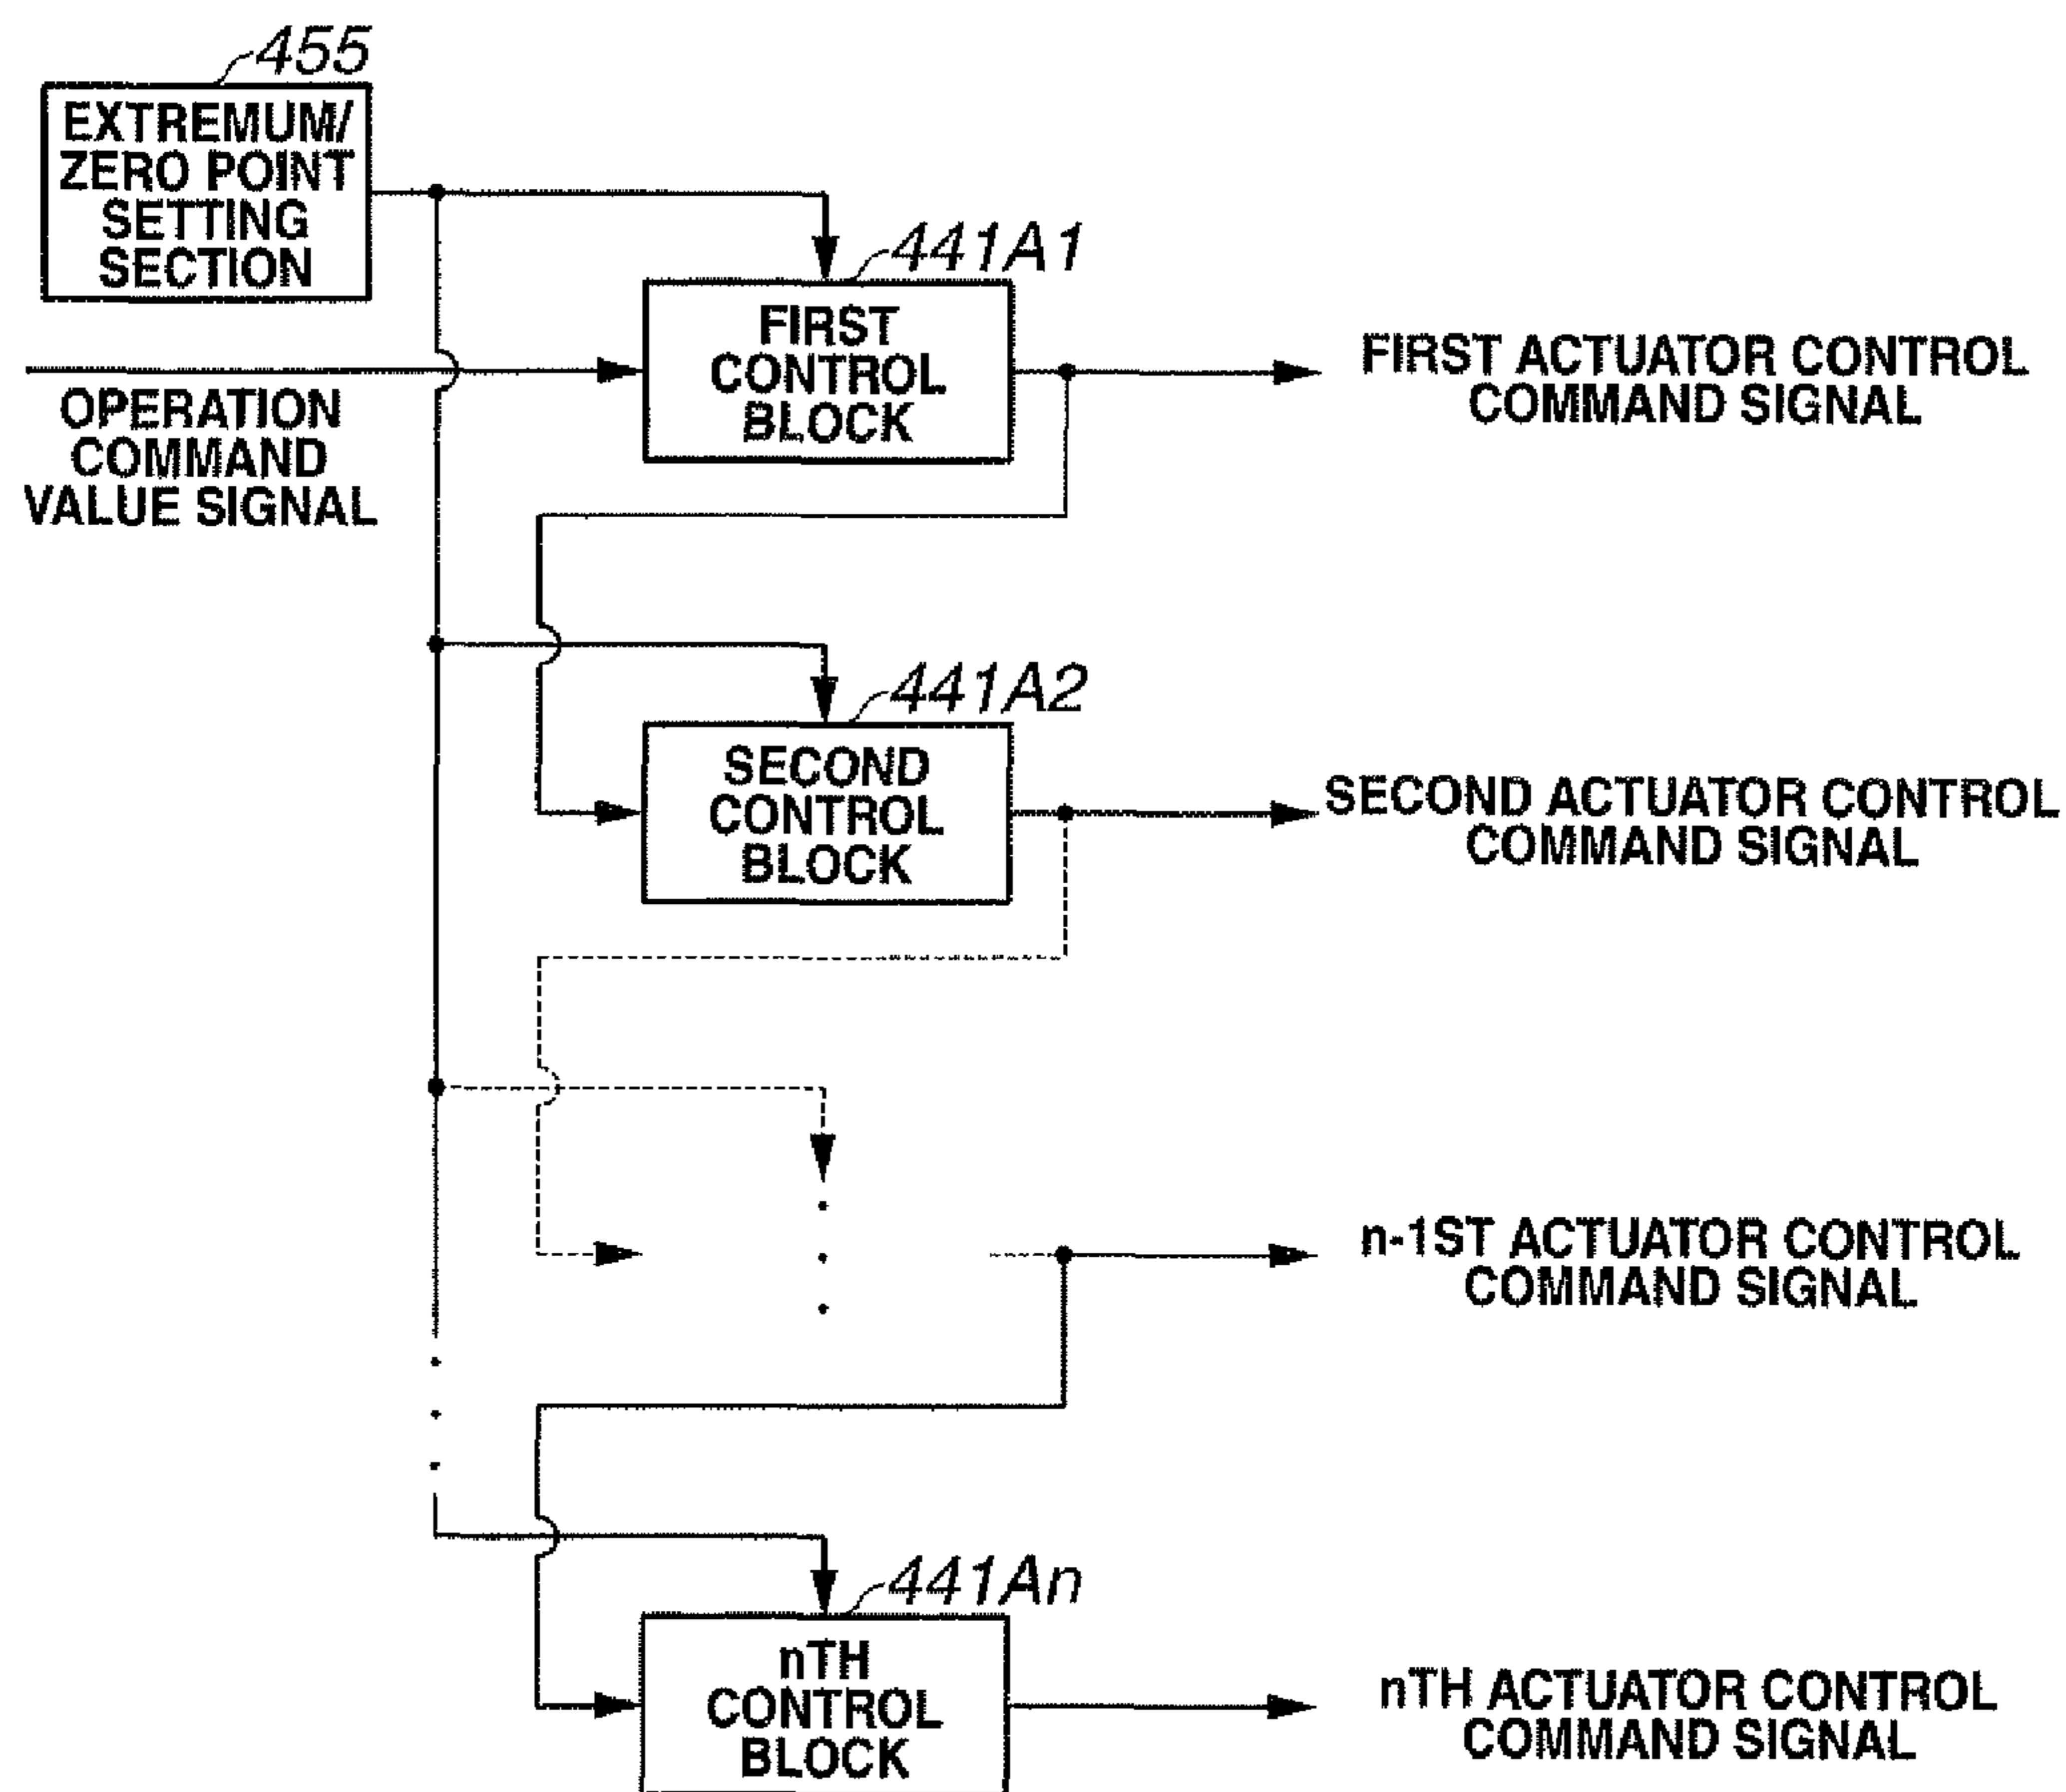 455
EXTREMUM/
ZERO POINT
SETTING
SECTION
441A1
FIRST
CONTROL
BLOCK
FIRST ACTUATOR CONTROL
COMMAND SIGNAL
OPERATION
COMMAND
VALUE SIGNAL
441A2
SECOND
CONTROL
BLOCK
SECOND ACTUATOR CONTROL
COMMAND SIGNAL
n-1ST ACTUATOR CONTROL
COMMAND SIGNAL
441An
nTH
CONTROL
BLOCK
nTH ACTUATOR CONTROL
COMMAND SIGNAL